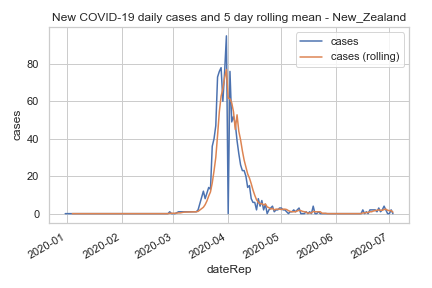 New COVID-19 daily cases and 5 day rolling mean - New_Zealand
cases
cases (rolling)
80
60
40
20
0
cases
2020-01
2020-02
2020-03
2020-04
2020-05
2020-06
2020-07
dateRep